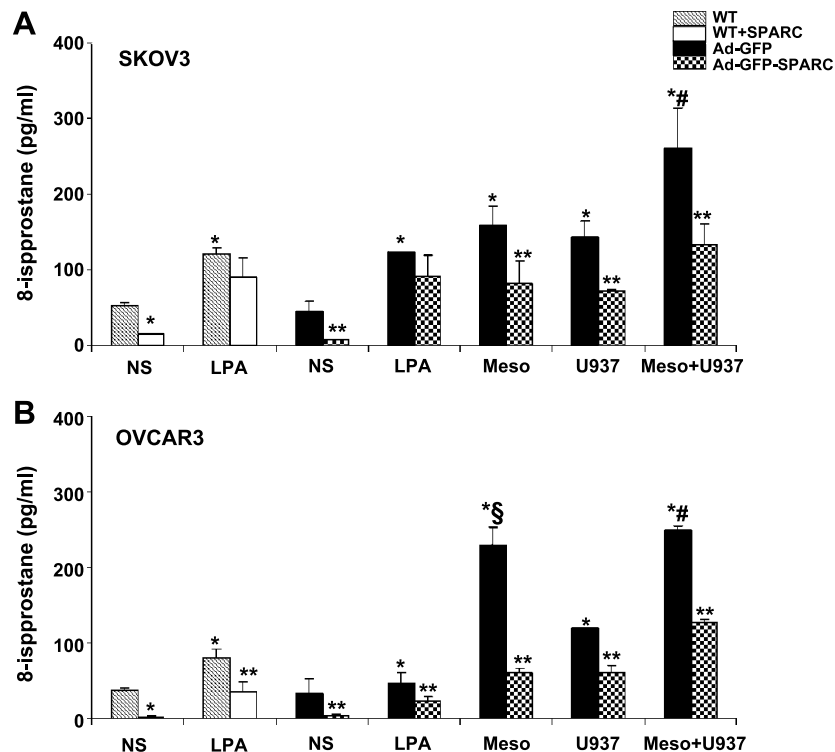 A
WT
WT+SPARC
Ad-GFP
Ad-GFP-SPARC
SKOV3
8-ispprostane (pg/ml)
400
300
200
100
0
*
*
*
**
*
*
**
*
**
*#
**
NS
LPA
NS
LPA
Meso
U937
Meso+U937
B
OVCAR3
8-ispprostane (pg/ml)
400
300
200
100
0
*
*
**
**
*
**
*§
**
*
**
*#
**
NS
LPA
NS
LPA
Meso
U937
Meso+U937